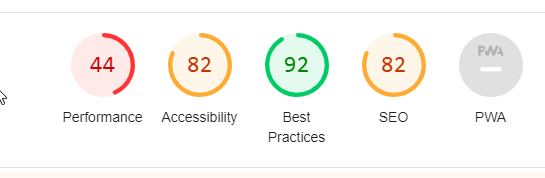 44
82
92
82
PWA
Performance
Accessibility
Best
Practices
SEO
PWA